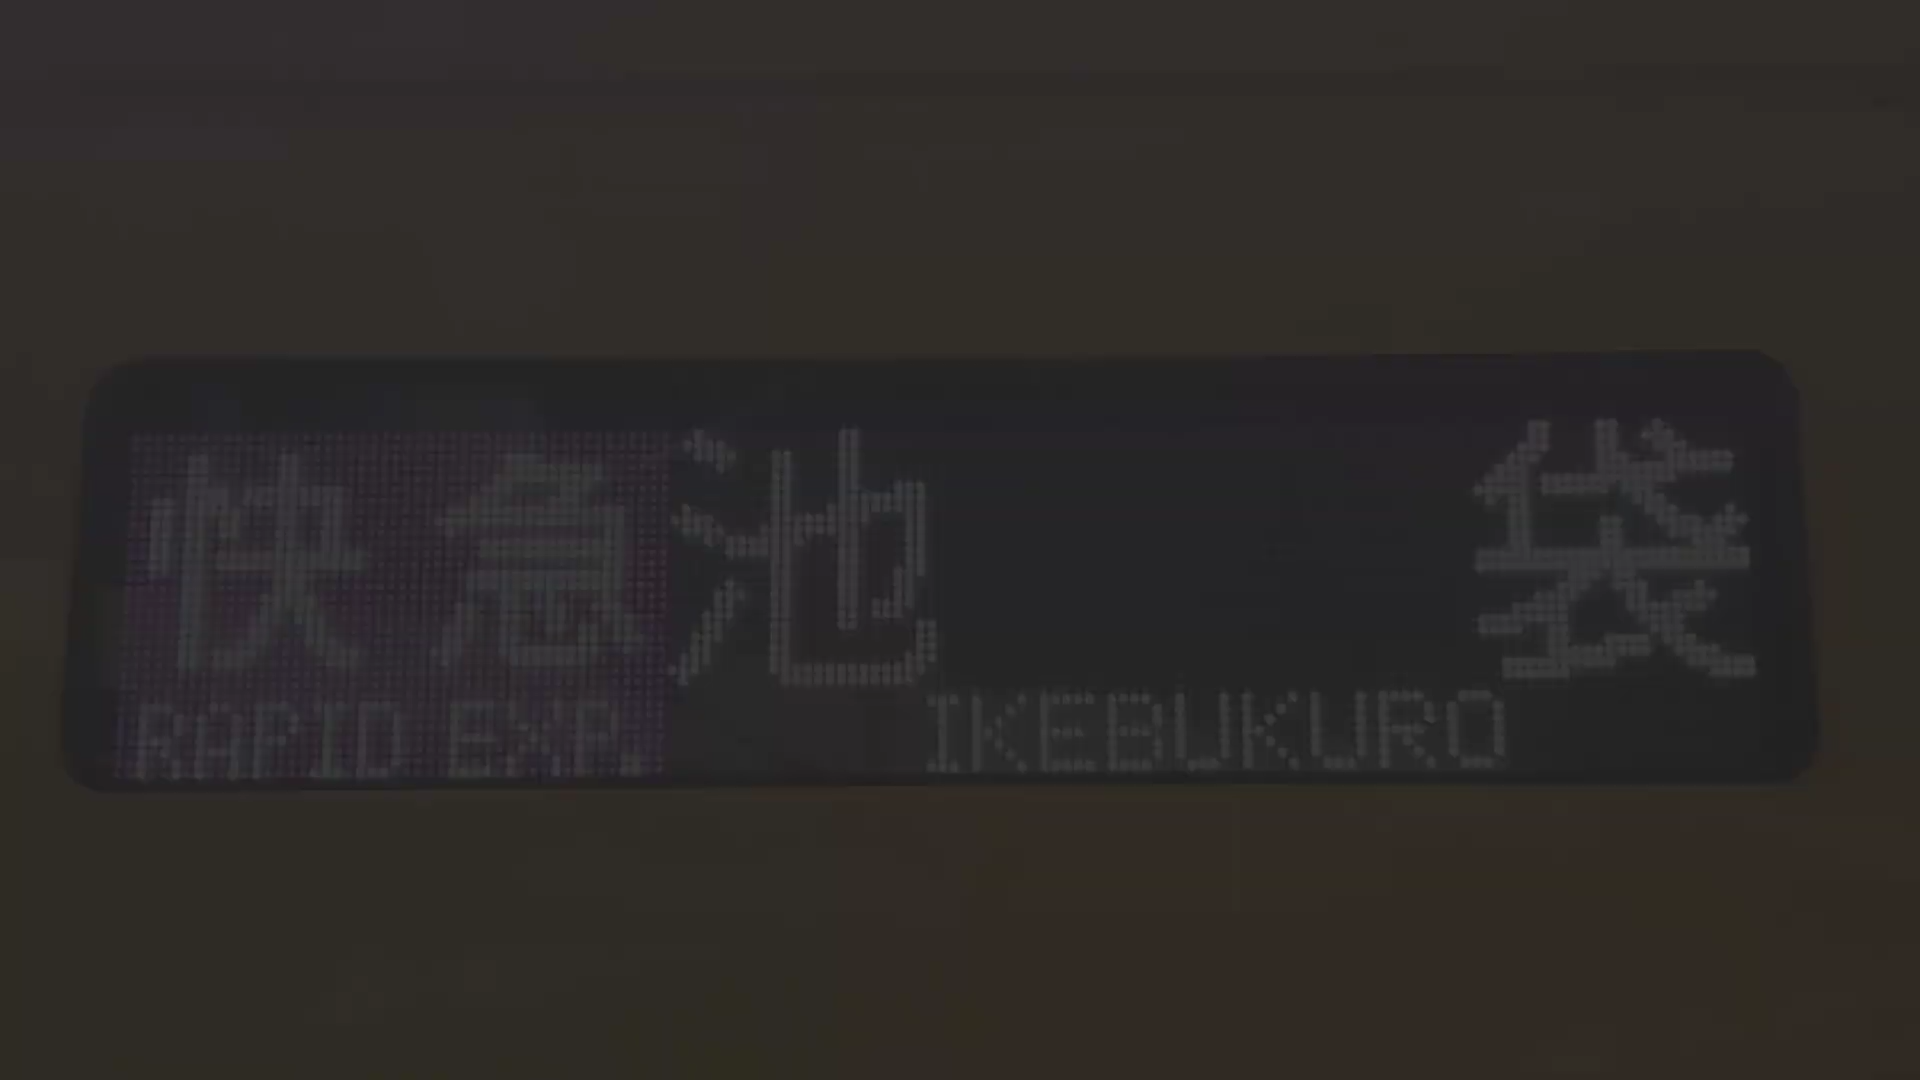 快急 池袋
RAPID EXP. IKEBUKURO